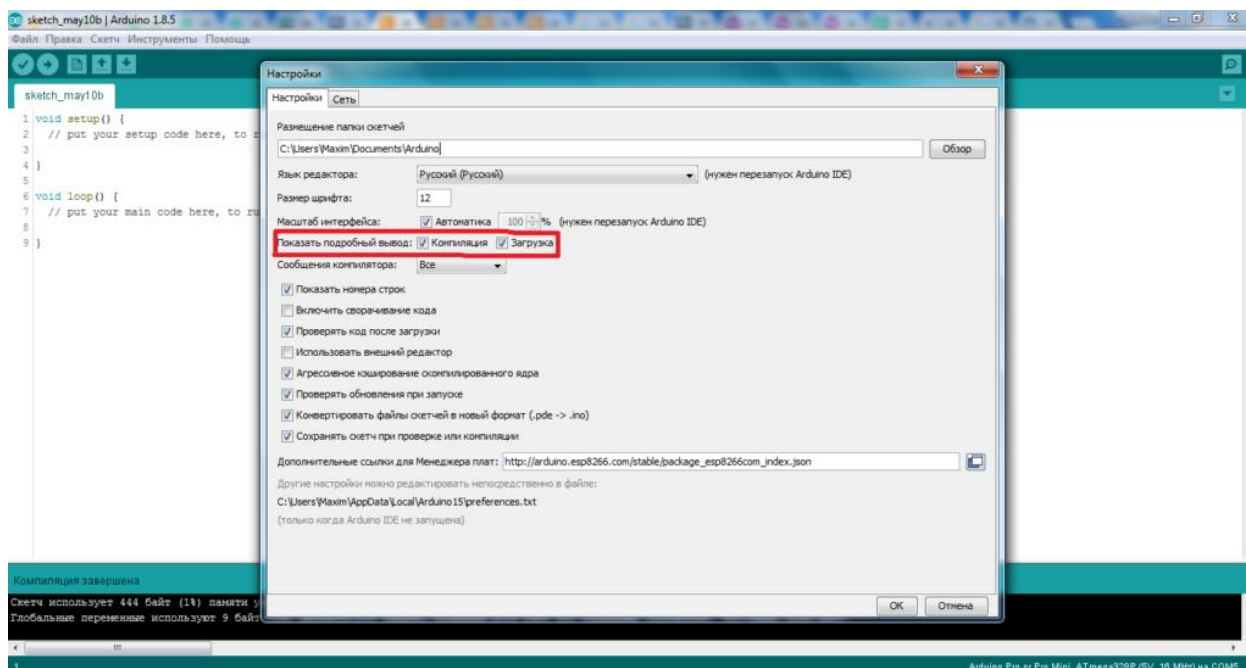 sketch_may10b | Arduino 1.8.5
Файл Правка Скетч Инструменты Помощь
sketch_may10b
1 void setup() {
2 // put your setup code here, to r
3
4 }
5
6 void loop() {
7 // put your main code here, to ru
8
9 }
Настройки
Настройки Сеть
Размещение папки скетчей
C:\Users\Maxim\Documents\Arduino
Обзор
Язык редактора: Русский (Русский) (нужен перезапуск Arduino IDE)
Размер шрифта: 12
Масштаб интерфейса: Автоматика 100 % (нужен перезапуск Arduino IDE)
Показать подробный вывод: Компиляция Загрузка
Сообщения компилятора: Все
Показать номера строк
Включить сворачивание кода
Проверять код после загрузки
Использовать внешний редактор
Агрессивное кэширование скомпилированного ядра
Проверять обновления при запуске
Конвертировать файлы скетчей в новый формат (.pde -> .ino)
Сохранять скетч при проверке или компиляции
Дополнительные ссылки для Менеджера плат: http://arduino.esp8266.com/stable/package_esp8266com_index.json
Другие настройки можно редактировать непосредственно в файле:
C:\Users\Maxim\AppData\Local\Arduino15\preferences.txt
(только когда Arduino IDE не запущена)
OK Отмена
Компиляция завершена
Скетч использует 444 байт (1%) памяти у
Глобальные переменные используют 9 байт
1 Arduino Pro or Pro Mini, ATmega328P (5V, 16 MHz) на COM5